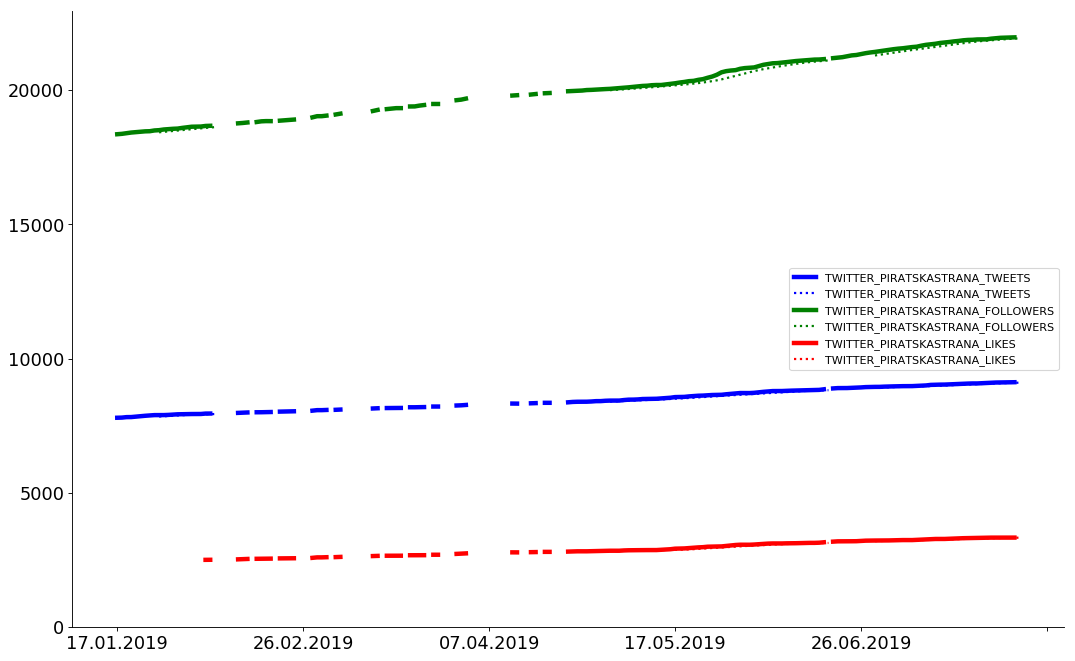 20000
15000
10000
5000
0
TWITTER_PIRATSKASTRANA_TWEETS
TWITTER_PIRATSKASTRANA_TWEETS
TWITTER_PIRATSKASTRANA_FOLLOWERS
TWITTER_PIRATSKASTRANA_FOLLOWERS
TWITTER_PIRATSKASTRANA_LIKES
TWITTER_PIRATSKASTRANA_LIKES
17.01.2019 26.02.2019 07.04.2019 17.05.2019 26.06.2019